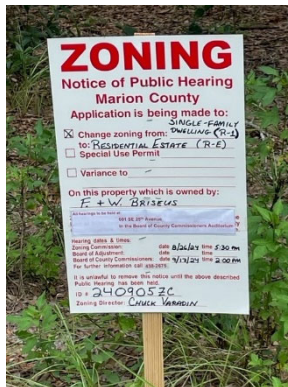 ZONING
Notice of Public Hearing
Marion County
Application is being made to:
SINGLE-FAMILY
☒ Change zoning from: DWELLING (R-1)
to: RESIDENTIAL ESTATE (R-E)
☐ Special Use Permit
☐ Variance to
On this property which is owned by:
F. + W. BRISEUS
All hearings to be held at
601 SE 25th Avenue,
in the Board of County Commissioners Auditorium
Hearing dates & times:
Zoning Commission: date 8/26/24 time 5:30 PM
Board of Adjustment: date time
Board of County Commissioners: date time 2:00 PM
For further information call
It is unlawful to remove this until the above described
Public Hearing has been held.
ID # 240905ZC
Zoning Director: CHUCK VARADIN